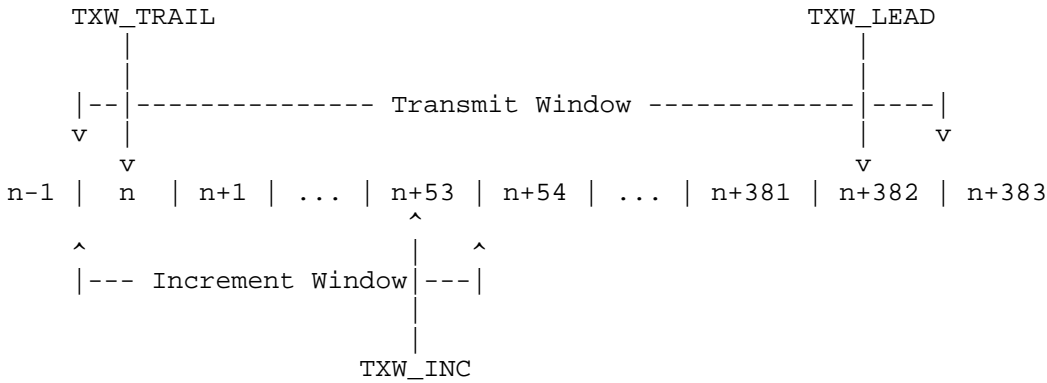 TXW_TRAIL                                          TXW_LEAD
|                                                  |
|                                                  |
|--|--------------- Transmit Window -------------|----|
v  |                                             |    v
v                                                v
n-1 | n | n+1 | ... | n+53 | n+54 | ... | n+381 | n+382 | n+383
^
^ | ^
|--- Increment Window|---|
|
|
TXW_INC